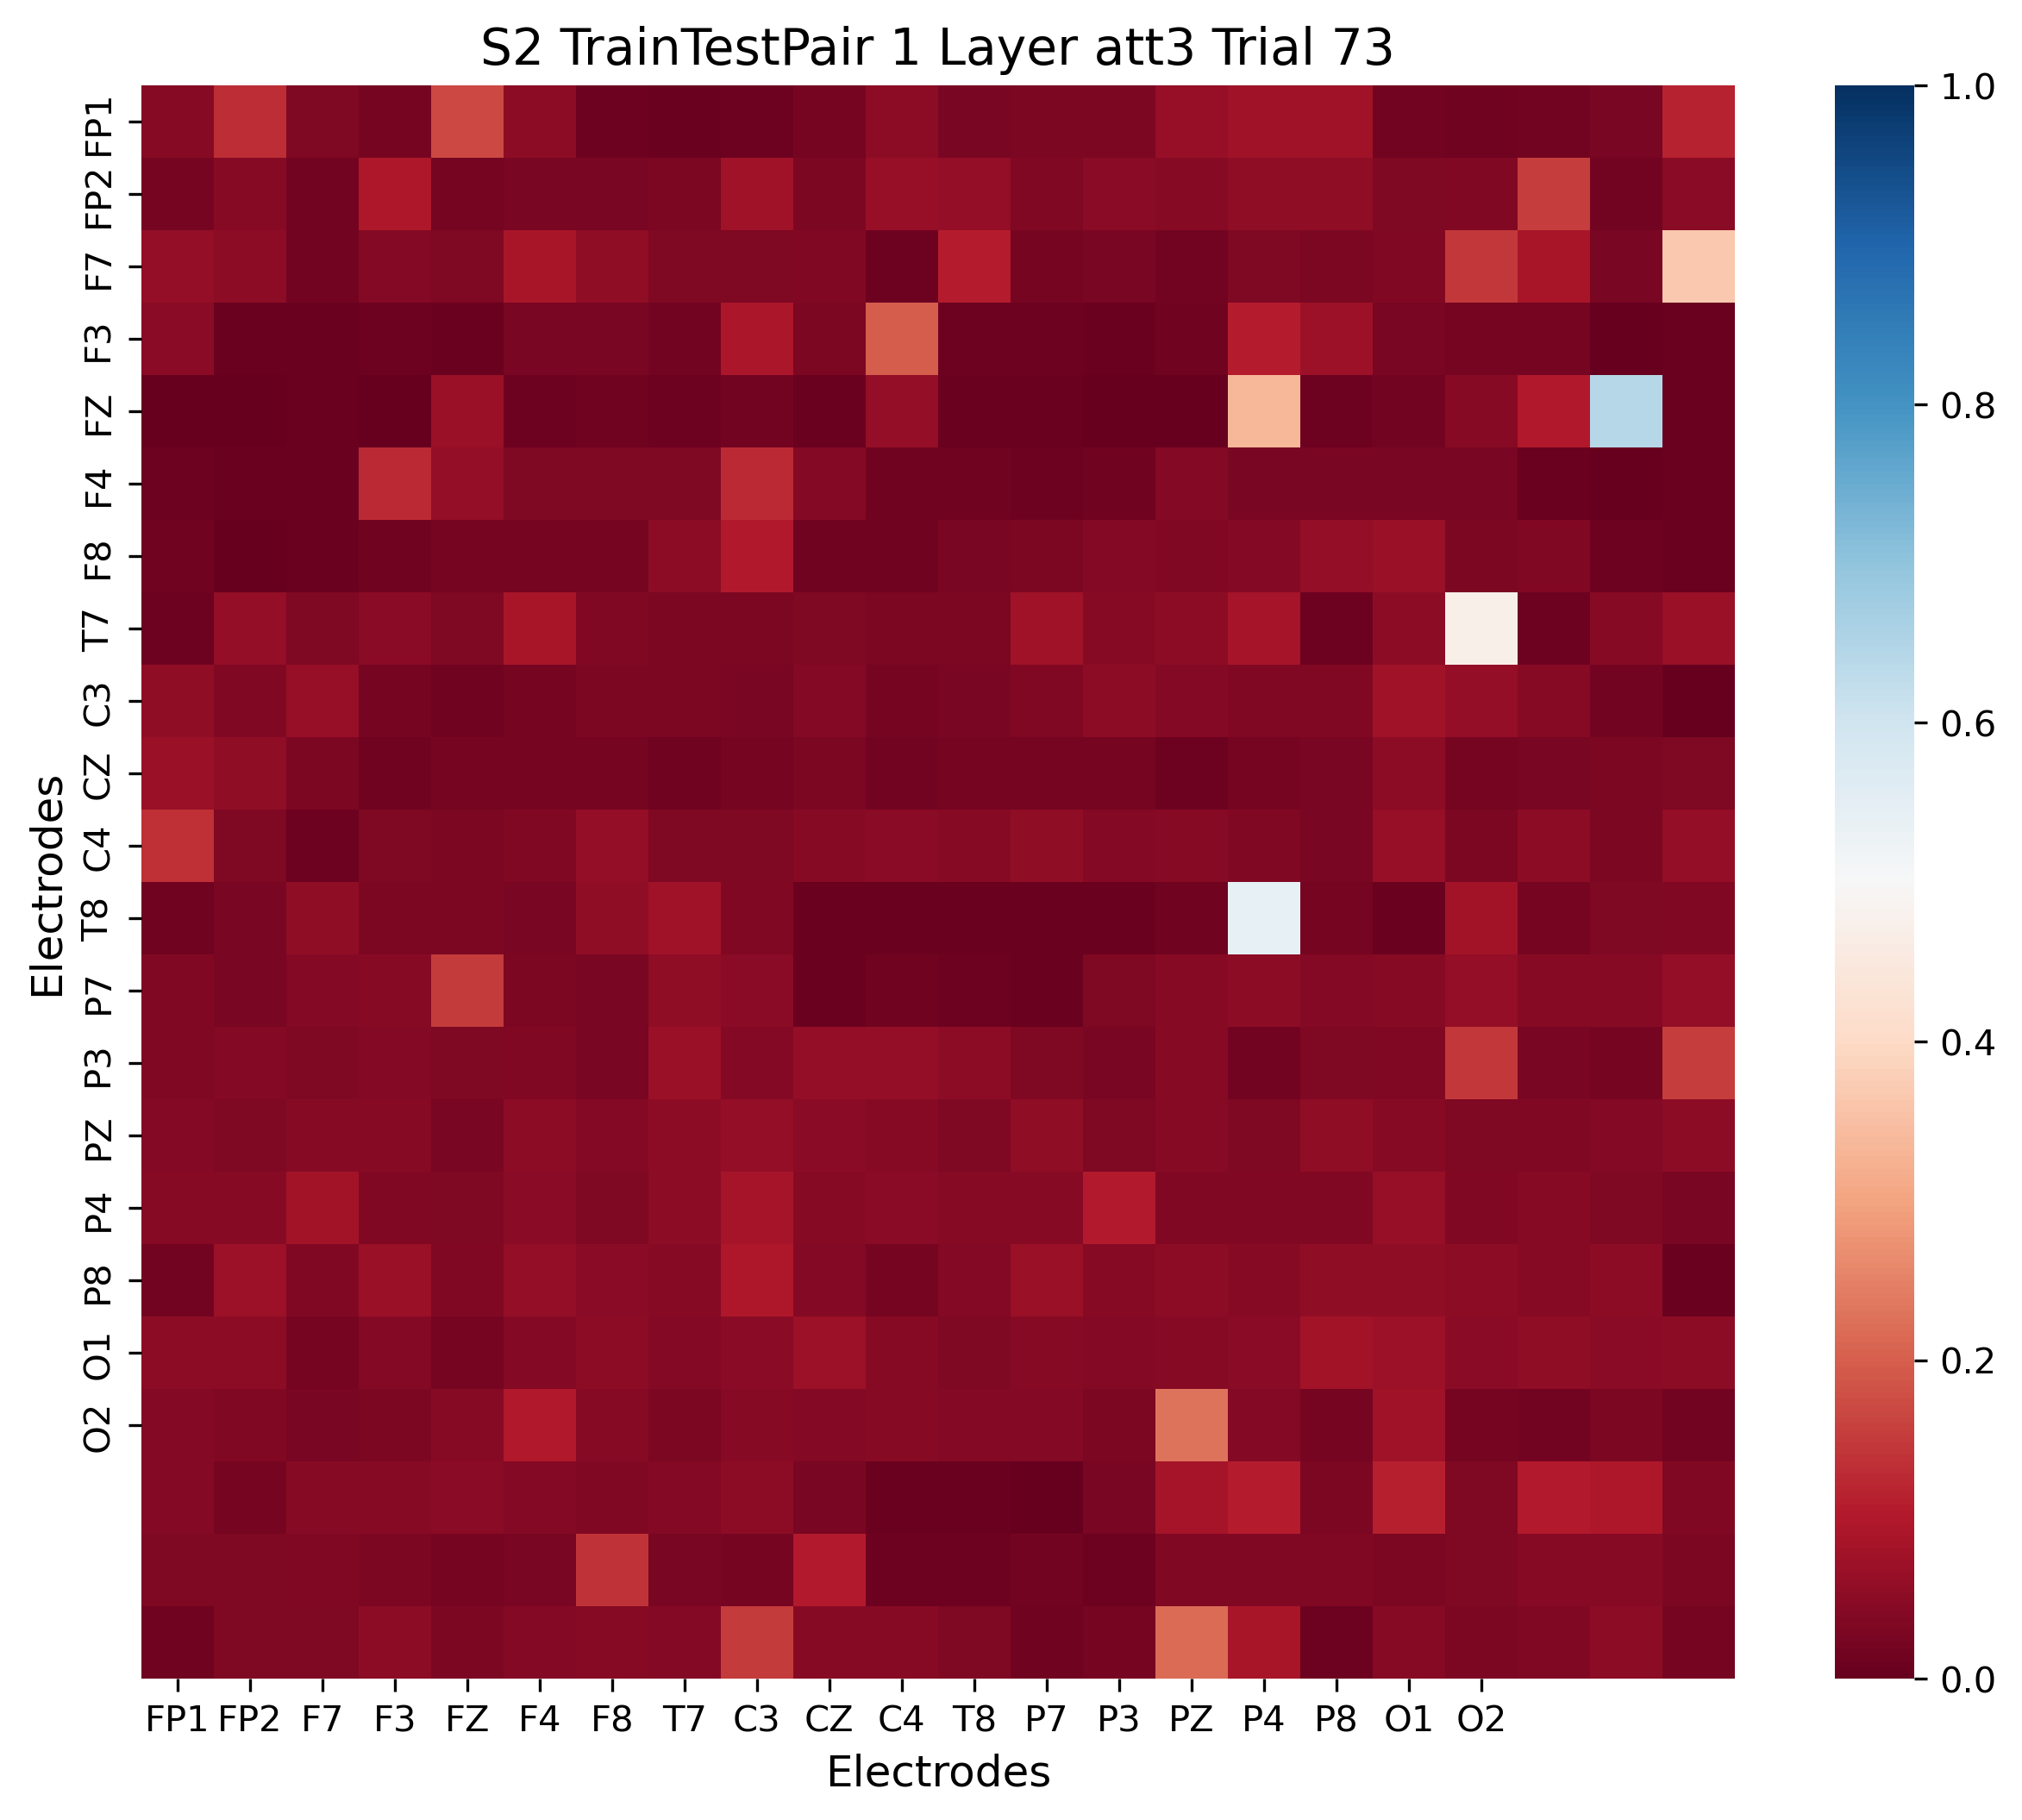 S2 TrainTestPair 1 Layer att3 Trial 73
Electrodes
FP1
FP2
F7
F3
FZ
F4
F8
T7
C3
CZ
C4
T8
P7
P3
PZ
P4
P8
O1
O2
FP1 FP2 F7 F3 FZ F4 F8 T7 C3 CZ C4 T8 P7 P3 PZ P4 P8 O1 O2
Electrodes
1.0
0.8
0.6
0.4
0.2
0.0